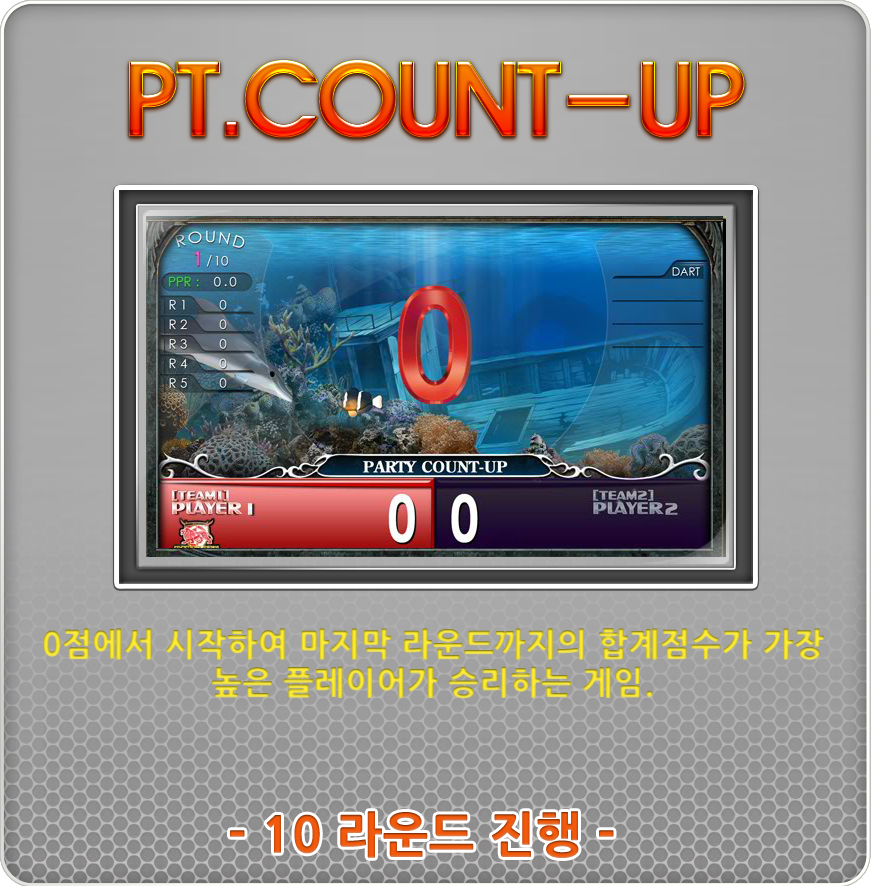 PT.COUNT-UP
ROUND
1/10
PPR : 0.0
R1 0
R2 0
R3 0
R4 0
R5 0
DART
0
PARTY COUNT-UP
[TEAM1]
PLAYER 1
0
0
[TEAM2]
PLAYER 2
0점에서 시작하여 마지막 라운드까지의 합계점수가 가장
높은 플레이어가 승리하는 게임.
- 10 라운드 진행 -